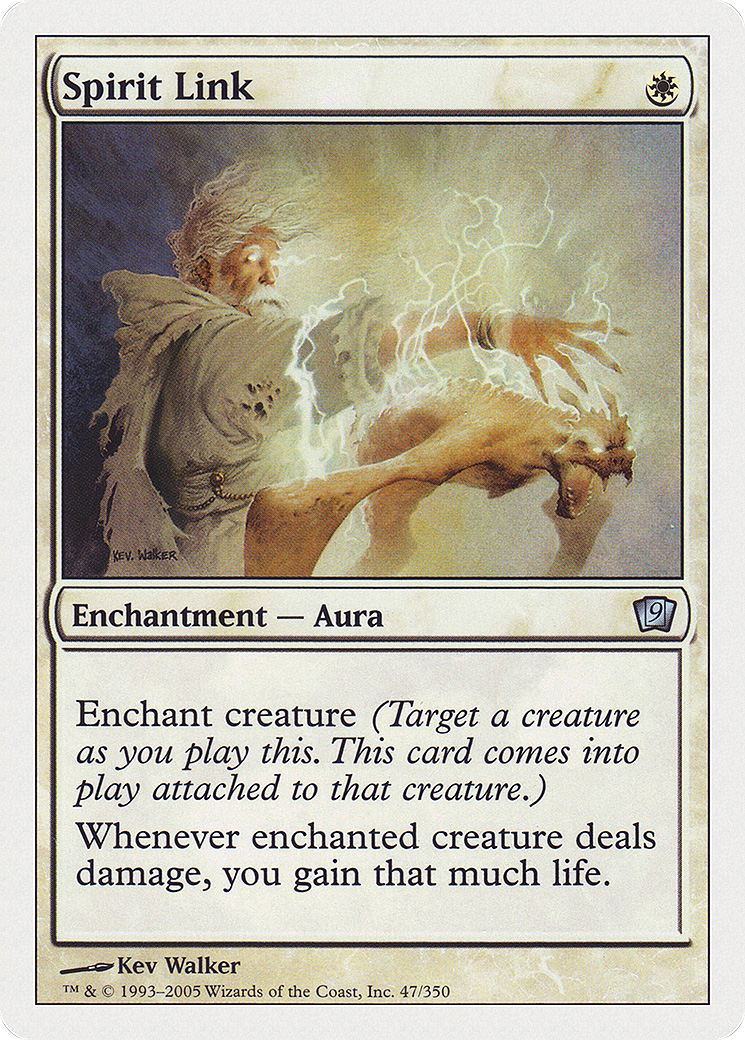 Spirit Link
KEV. WALKER
Enchantment — Aura
9
Enchant creature (Target a creature
as you play this. This card comes into
play attached to that creature.)
Whenever enchanted creature deals
damage, you gain that much life.
Kev Walker
™ & © 1993–2005 Wizards of the Coast, Inc. 47/350